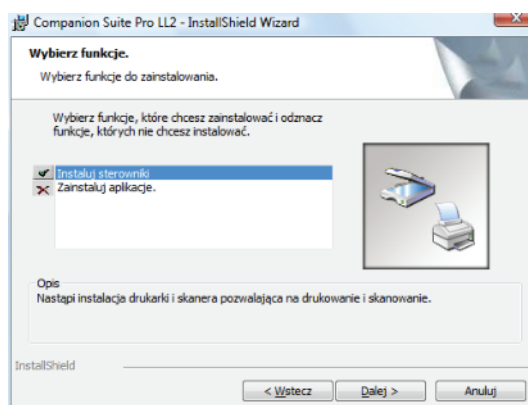 Companion Suite Pro LL2 - InstallShield Wizard
Wybierz funkcje.
Wybierz funkcje do zainstalowania.
Wybierz funkcje, które chcesz zainstalować i odznacz
funkcje, których nie chcesz instalować.
Instaluj sterowniki
Zainstaluj aplikacje.
Opis
Nastąpi instalacja drukarki i skanera pozwalająca na drukowanie i skanowanie.
InstallShield
< Wstecz
Dalej >
Anuluj